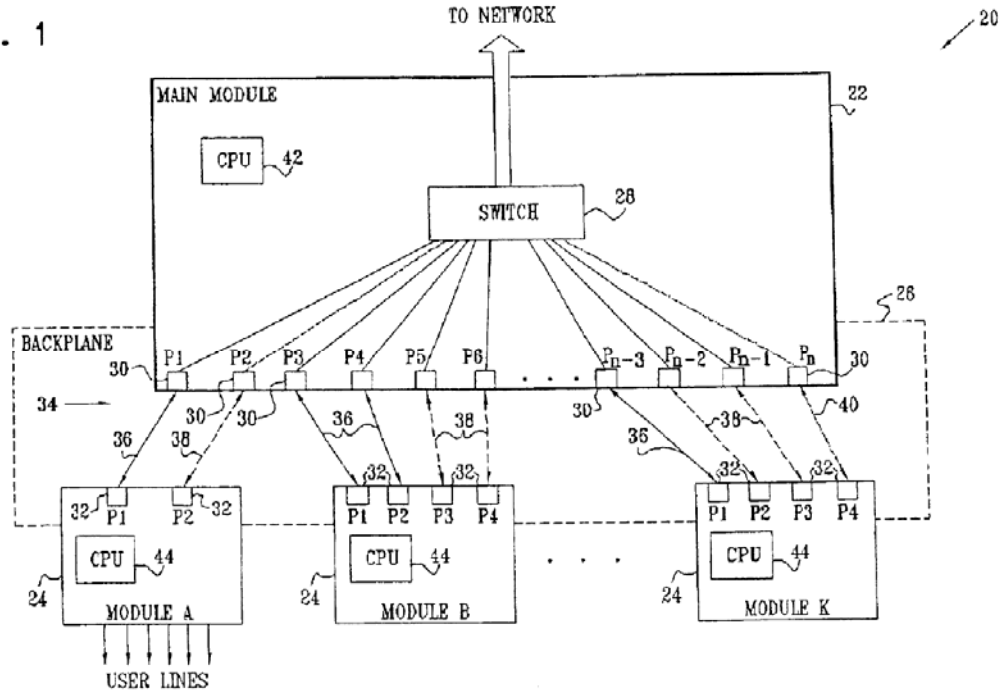 . 1
TO NETWORK
20
MAIN MODULE
22
CPU
42
SWITCH
28
26
BACKPLANE
P1 P2 P3 P4 P5 P6 Pn-3 Pn-2 Pn-1 Pn
30 30 30 . . . 30 30
34
36 38 36 38 36 38 40
32 32 32 32 32 32
P1 P2 P1 P2 P3 P4 P1 P2 P3 P4
CPU 44 CPU 44 . . . CPU 44
24 24 24
MODULE A MODULE B MODULE K
USER LINES